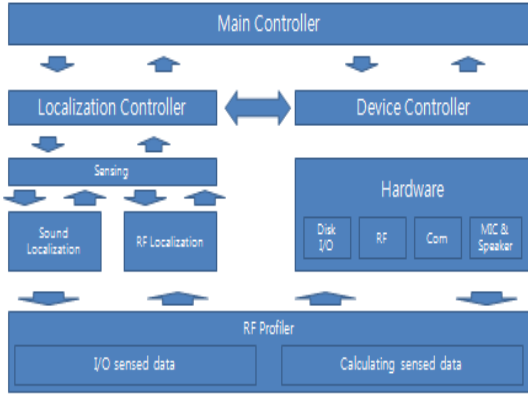 Main Controller
Localization Controller
Device Controller
Sensing
Hardware
Sound
Localization
RF Localization
Disk
I/O
RF
Com
MIC &
Speaker
RF Profiler
I/O sensed data
Calculating sensed data